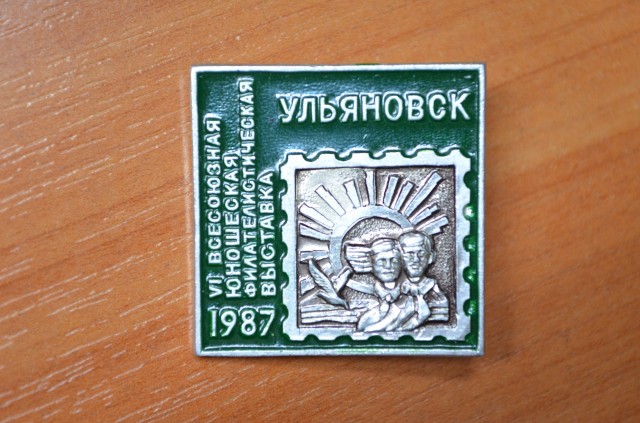 УЛЬЯНОВСК
VI ВСЕСОЮЗНАЯ
ЮНОШЕСКАЯ
ФИЛАТЕЛИСТИЧЕСКАЯ
ВЫСТАВКА
1987